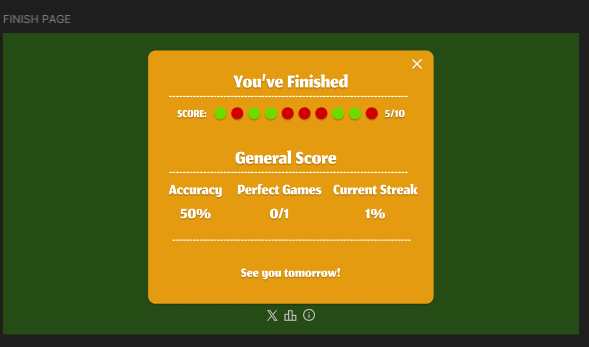 FINISH PAGE
You've Finished
SCORE: 5/10
General Score
Accuracy Perfect Games Current Streak
50% 0/1 1%
See you tomorrow!